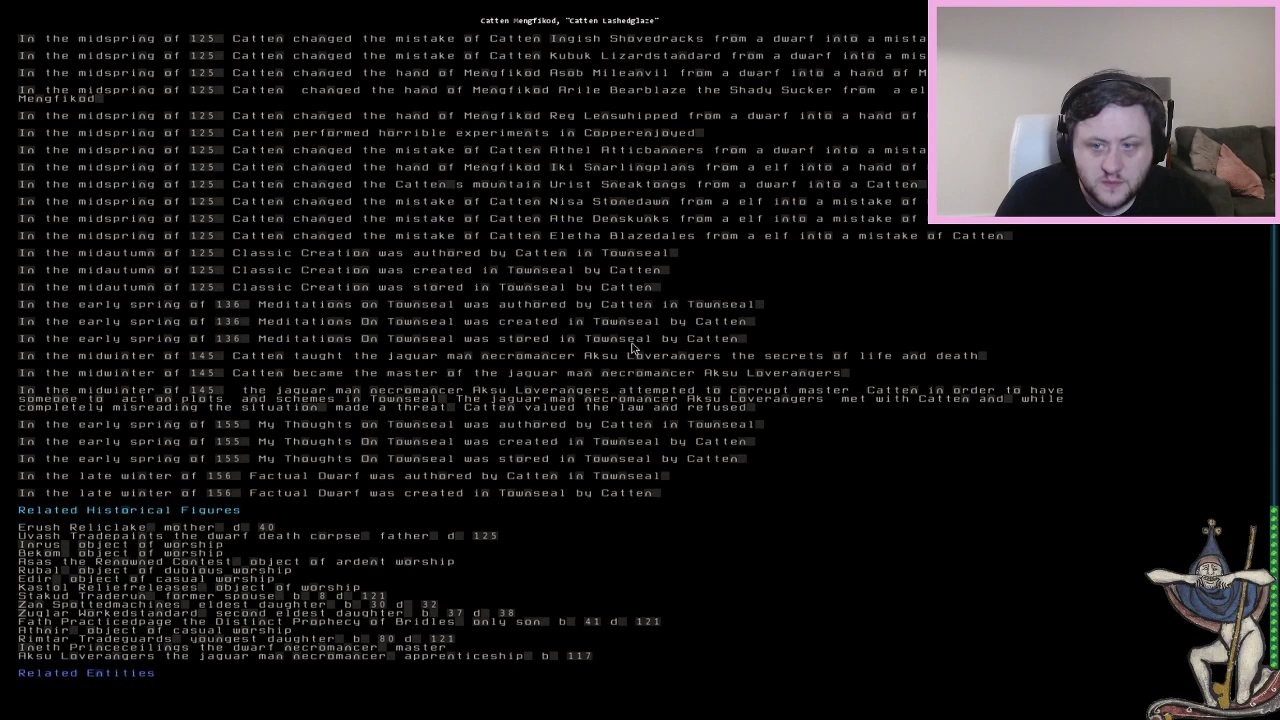 Catten Mengfikod, "Catten Lashedglaze"
In the midspring of 125 Catten changed the mistake of Catten Ingish Shovedracks from a dwarf into a mista
In the midspring of 125 Catten changed the mistake of Catten Kubuk Lizardstandard from a dwarf into a mis
In the midspring of 125 Catten changed the hand of Mengfikod Asob Mileanvil from a dwarf into a hand of M
In the midspring of 125 Catten changed the hand of Mengfikod Arile Bearblaze the Shady Sucker from a el
Mengfikod
In the midspring of 125 Catten changed the hand of Mengfikod Reg Lenswhipped from a dwarf into a hand of
In the midspring of 125 Catten performed horrible experiments in Copperenjoyed
In the midspring of 125 Catten changed the mistake of Catten Athel Atticbanners from a dwarf into a mista
In the midspring of 125 Catten changed the hand of Mengfikod Iki Snarlingplans from a elf into a hand of
In the midspring of 125 Catten changed the Catten s mountain Urist Sneaktongs from a dwarf into a Catten
In the midspring of 125 Catten changed the mistake of Catten Nisa Stonedawn from a elf into a mistake of
In the midspring of 125 Catten changed the mistake of Catten Athe Denskunks from a elf into a mistake of
In the midspring of 125 Catten changed the mistake of Catten Eletha Blazedales from a elf into a mistake of Catten
In the midautumn of 125 Classic Creation was authored by Catten in Townseal
In the midautumn of 125 Classic Creation was created in Townseal by Catten
In the midautumn of 125 Classic Creation was stored in Townseal by Catten
In the early spring of 136 Meditations on Townseal was authored by Catten in Townseal
In the early spring of 136 Meditations On Townseal was created in Townseal by Catten
In the early spring of 136 Meditations On Townseal was stored in Townseal by Catten
In the midwinter of 145 Catten taught the jaguar man necromancer Aksu Loverangers the secrets of life and death
In the midwinter of 145 Catten became the master of the jaguar man necromancer Aksu Loverangers
In the midwinter of 145 the jaguar man necromancer Aksu Loverangers attempted to corrupt master Catten in order to have
someone to act on plots and schemes in Townseal The jaguar man necromancer Aksu Loverangers met with Catten and while
completely misreading the situation made a threat Catten valued the law and refused
In the early spring of 155 My Thoughts On Townseal was authored by Catten in Townseal
In the early spring of 155 My Thoughts On Townseal was created in Townseal by Catten
In the early spring of 155 My Thoughts On Townseal was stored in Townseal by Catten
In the late winter of 156 Factual Dwarf was authored by Catten in Townseal
In the late winter of 156 Factual Dwarf was created in Townseal by Catten
Related Historical Figures
Erush Reliclake mother d 40
Uvash Tradepaints the dwarf death corpse father d 125
Inrus object of worship
Bekom object of worship
Asas the Renowned Contest object of ardent worship
Rubal object of dubious worship
Edir object of casual worship
Kastol Reliefreleases object of worship
Stakud Traderun former spouse b 8 d 121
Zan Spottedmachines eldest daughter b 30 d 32
Zuglar Workedstandard second eldest daughter b 37 d 38
Fath Practicedpage the Distinct Prophecy of Bridles only son b 41 d 121
Athnir object of casual worship
Rimtar Tradeguards youngest daughter b 80 d 121
Ineth Princeceilings the dwarf necromancer master
Aksu Loverangers the jaguar man necromancer apprenticeship b 117
Related Entities